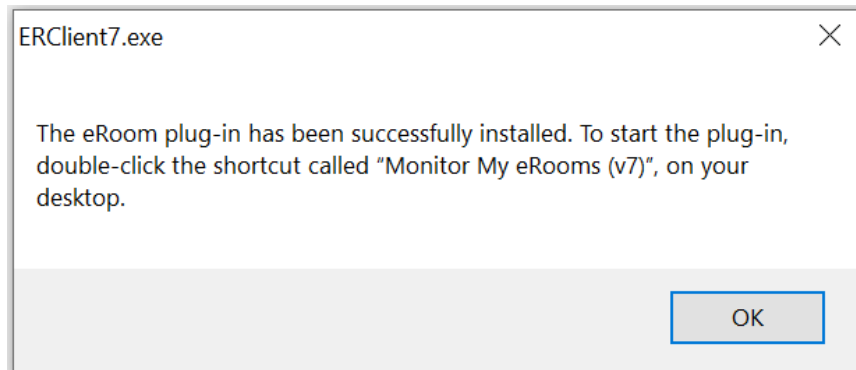 ERClient7.exe
The eRoom plug-in has been successfully installed. To start the plug-in,
double-click the shortcut called “Monitor My eRooms (v7)”, on your
desktop.
OK